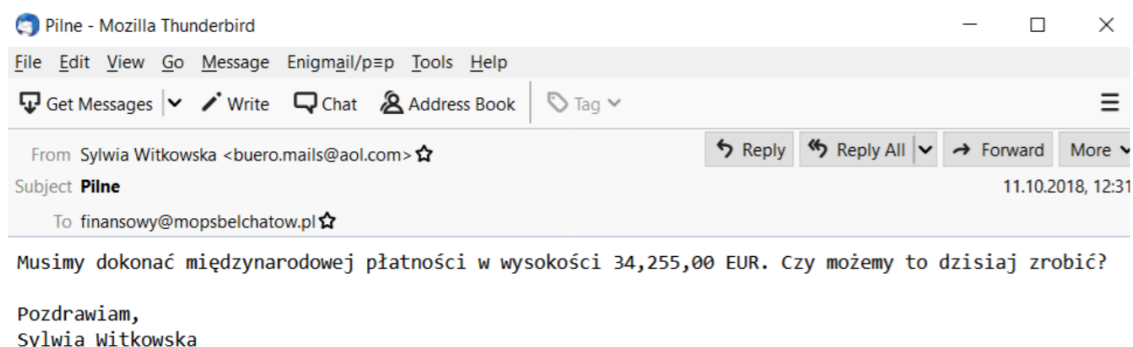 Pilne - Mozilla Thunderbird
File Edit View Go Message Enigmail/p≡p Tools Help
Get Messages Write Chat Address Book Tag
From Sylwia Witkowska <buero.mails@aol.com> Reply Reply All Forward More
Subject Pilne 11.10.2018, 12:31
To finansowy@mopsbelchatow.pl
Musimy dokonać międzynarodowej płatności w wysokości 34,255,00 EUR. Czy możemy to dzisiaj zrobić?
Pozdrawiam,
Sylwia Witkowska